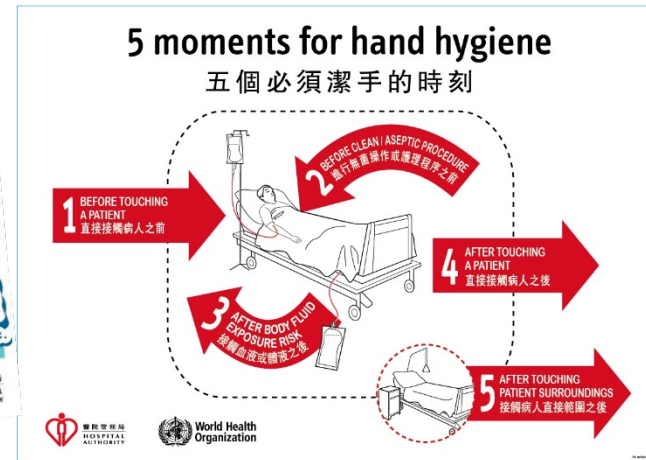 5 moments for hand hygiene
五個必須潔手的時刻
1 BEFORE TOUCHING
A PATIENT
直接接觸病人之前
2 BEFORE CLEAN / ASEPTIC PROCEDURE
進行無菌操作或護理程序之前
3 AFTER BODY FLUID
EXPOSURE RISK
接觸血液或體液之後
4 AFTER TOUCHING
A PATIENT
直接接觸病人之後
5 AFTER TOUCHING
PATIENT SURROUNDINGS
接觸病人直接範圍之後
醫院管理局
HOSPITAL
AUTHORITY
World Health
Organization